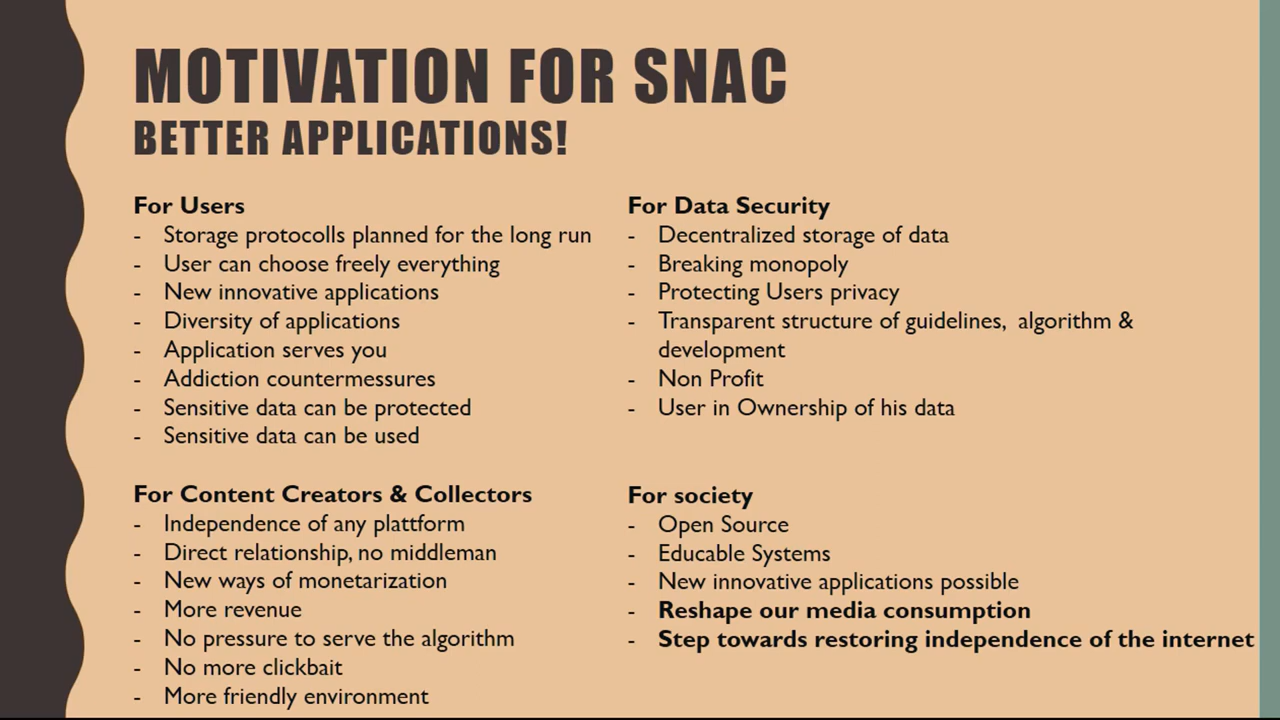 MOTIVATION FOR SNAC
BETTER APPLICATIONS!
For Users
- Storage protocolls planned for the long run
- User can choose freely everything
- New innovative applications
- Diversity of applications
- Application serves you
- Addiction countermessures
- Sensitive data can be protected
- Sensitive data can be used
For Content Creators & Collectors
- Independence of any plattform
- Direct relationship, no middleman
- New ways of monetarization
- More revenue
- No pressure to serve the algorithm
- No more clickbait
- More friendly environment
For Data Security
- Decentralized storage of data
- Breaking monopoly
- Protecting Users privacy
- Transparent structure of guidelines, algorithm &
development
- Non Profit
- User in Ownership of his data
For society
- Open Source
- Educable Systems
- New innovative applications possible
- Reshape our media consumption
- Step towards restoring independence of the internet